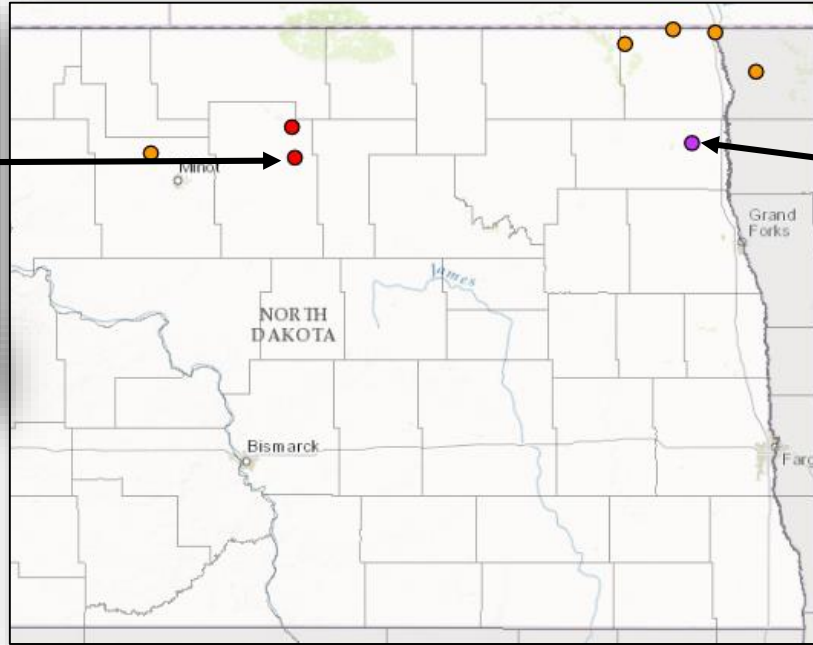 Minot
Grand
Forks
James
NORTH
DAKOTA
Bismarck
Farg